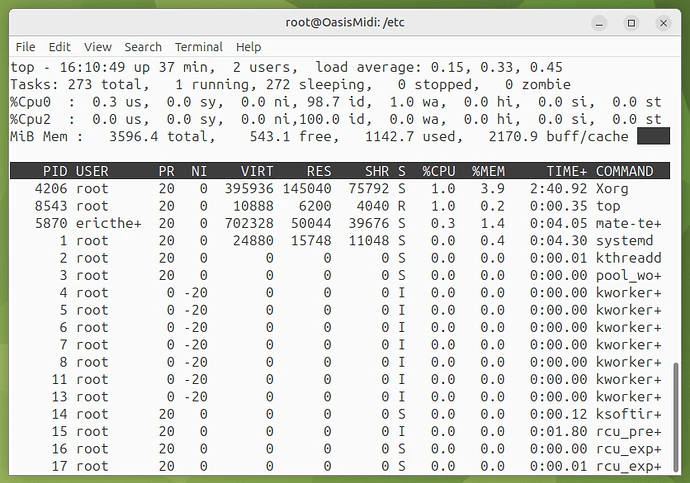 root@OasisMidi: /etc
File Edit View Search Terminal Help
top - 16:10:49 up 37 min,  2 users,  load average: 0.15, 0.33, 0.45
Tasks: 273 total,   1 running, 272 sleeping,   0 stopped,   0 zombie
%Cpu0  :  0.3 us,  0.0 sy,  0.0 ni, 98.7 id,  1.0 wa,  0.0 hi,  0.0 si,  0.0 st
%Cpu2  :  0.0 us,  0.0 sy,  0.0 ni,100.0 id,  0.0 wa,  0.0 hi,  0.0 si,  0.0 st
MiB Mem :   3596.4 total,    543.1 free,   1142.7 used,   2170.9 buff/cache
PID USER      PR  NI    VIRT    RES    SHR S  %CPU  %MEM     TIME+ COMMAND
4206 root      20   0  395936 145040  75792 S   1.0   3.9   2:40.92 Xorg
8543 root      20   0   10888   6200   4040 R   1.0   0.2   0:00.35 top
5870 ericthe+  20   0  702328  50044  39676 S   0.3   1.4   0:04.05 mate-te+
1 root      20   0   24880  15748  11048 S   0.0   0.4   0:04.30 systemd
2 root      20   0       0      0      0 S   0.0   0.0   0:00.01 kthreadd
3 root      20   0       0      0      0 S   0.0   0.0   0:00.00 pool_wo+
4 root       0 -20       0      0      0 I   0.0   0.0   0:00.00 kworker+
5 root       0 -20       0      0      0 I   0.0   0.0   0:00.00 kworker+
6 root       0 -20       0      0      0 I   0.0   0.0   0:00.00 kworker+
7 root       0 -20       0      0      0 I   0.0   0.0   0:00.00 kworker+
8 root       0 -20       0      0      0 I   0.0   0.0   0:00.00 kworker+
11 root       0 -20       0      0      0 I   0.0   0.0   0:00.00 kworker+
13 root       0 -20       0      0      0 I   0.0   0.0   0:00.00 kworker+
14 root      20   0       0      0      0 S   0.0   0.0   0:00.12 ksoftir+
15 root      20   0       0      0      0 I   0.0   0.0   0:01.80 rcu_pre+
16 root      20   0       0      0      0 S   0.0   0.0   0:00.00 rcu_exp+
17 root      20   0       0      0      0 S   0.0   0.0   0:00.01 rcu_exp+